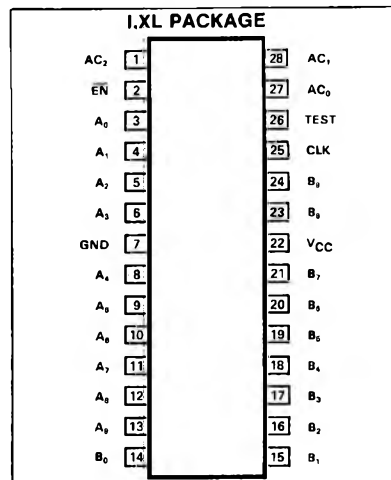 I,XL PACKAGE
AC₂ 1 28 AC₁
E̅N̅ 2 27 AC₀
A₀ 3 26 TEST
A₁ 4 25 CLK
A₂ 5 24 B₉
A₃ 6 23 B₈
GND 7 22 VCC
A₄ 8 21 B₇
A₅ 9 20 B₆
A₆ 10 19 B₅
A₇ 11 18 B₄
A₈ 12 17 B₃
A₉ 13 16 B₂
B₀ 14 15 B₁